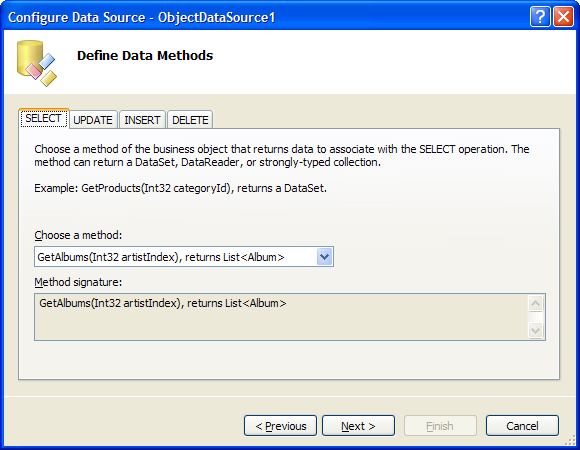 Configure Data Source - ObjectDataSource1
Define Data Methods
SELECT UPDATE INSERT DELETE
Choose a method of the business object that returns data to associate with the SELECT operation. The
method can return a DataSet, DataReader, or strongly-typed collection.
Example: GetProducts(Int32 categoryId), returns a DataSet.
Choose a method:
GetAlbums(Int32 artistIndex), returns List<Album>
Method signature:
GetAlbums(Int32 artistIndex), returns List<Album>
< Previous Next > Finish Cancel